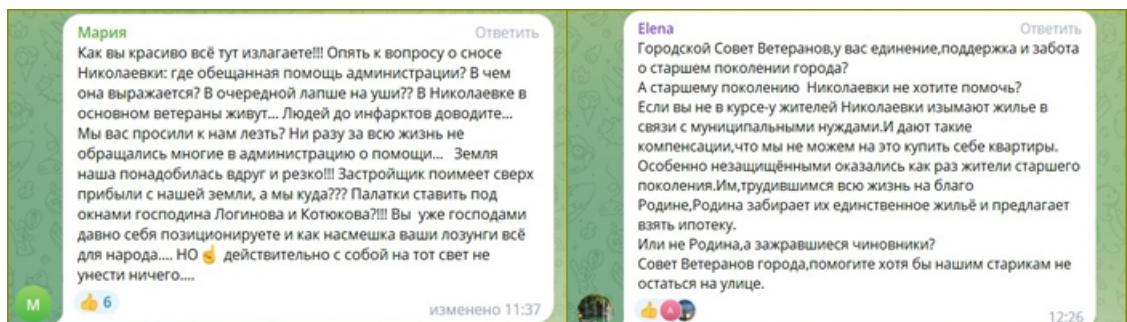 Мария
Ответить
Как вы красиво всё тут излагаете!!! Опять к вопросу о сносе
Николаевки: где обещанная помощь администрации? В чем
она выражается? В очередной лапше на уши?? В Николаевке в
основном ветераны живут... Людей до инфарктов доводите...
Мы вас просили к нам лезть? Ни разу за всю жизнь не
обращались многие в администрацию о помощи... Земля
наша понадобилась вдруг и резко!!! Застройщик поимеет сверх
прибыли с нашей земли, а мы куда??? Палатки ставить под
окнами господина Логинова и Котюкова?!!! Вы уже господами
давно себя позиционируете и как насмешка ваши лозунги всё
для народа.... НО ☝ действительно с собой на тот свет не
унести ничего....
👍 6
изменено 11:37
М
Elena
Ответить
Городской Совет Ветеранов,у вас единение,поддержка и забота
о старшем поколении города?
А старшему поколению Николаевки не хотите помочь?
Если вы не в курсе-у жителей Николаевки изымают жилье в
связи с муниципальными нуждами.И дают такие
компенсации,что мы не можем на это купить себе квартиры.
Особенно незащищёнными оказались как раз жители старшего
поколения.Им,трудившимся всю жизнь на благо
Родине,Родина забирает их единственное жильё и предлагает
взять ипотеку.
Или не Родина,а зажравшиеся чиновники?
Совет Ветеранов города,помогите хотя бы нашим старикам не
остаться на улице.
👍 А
12:26